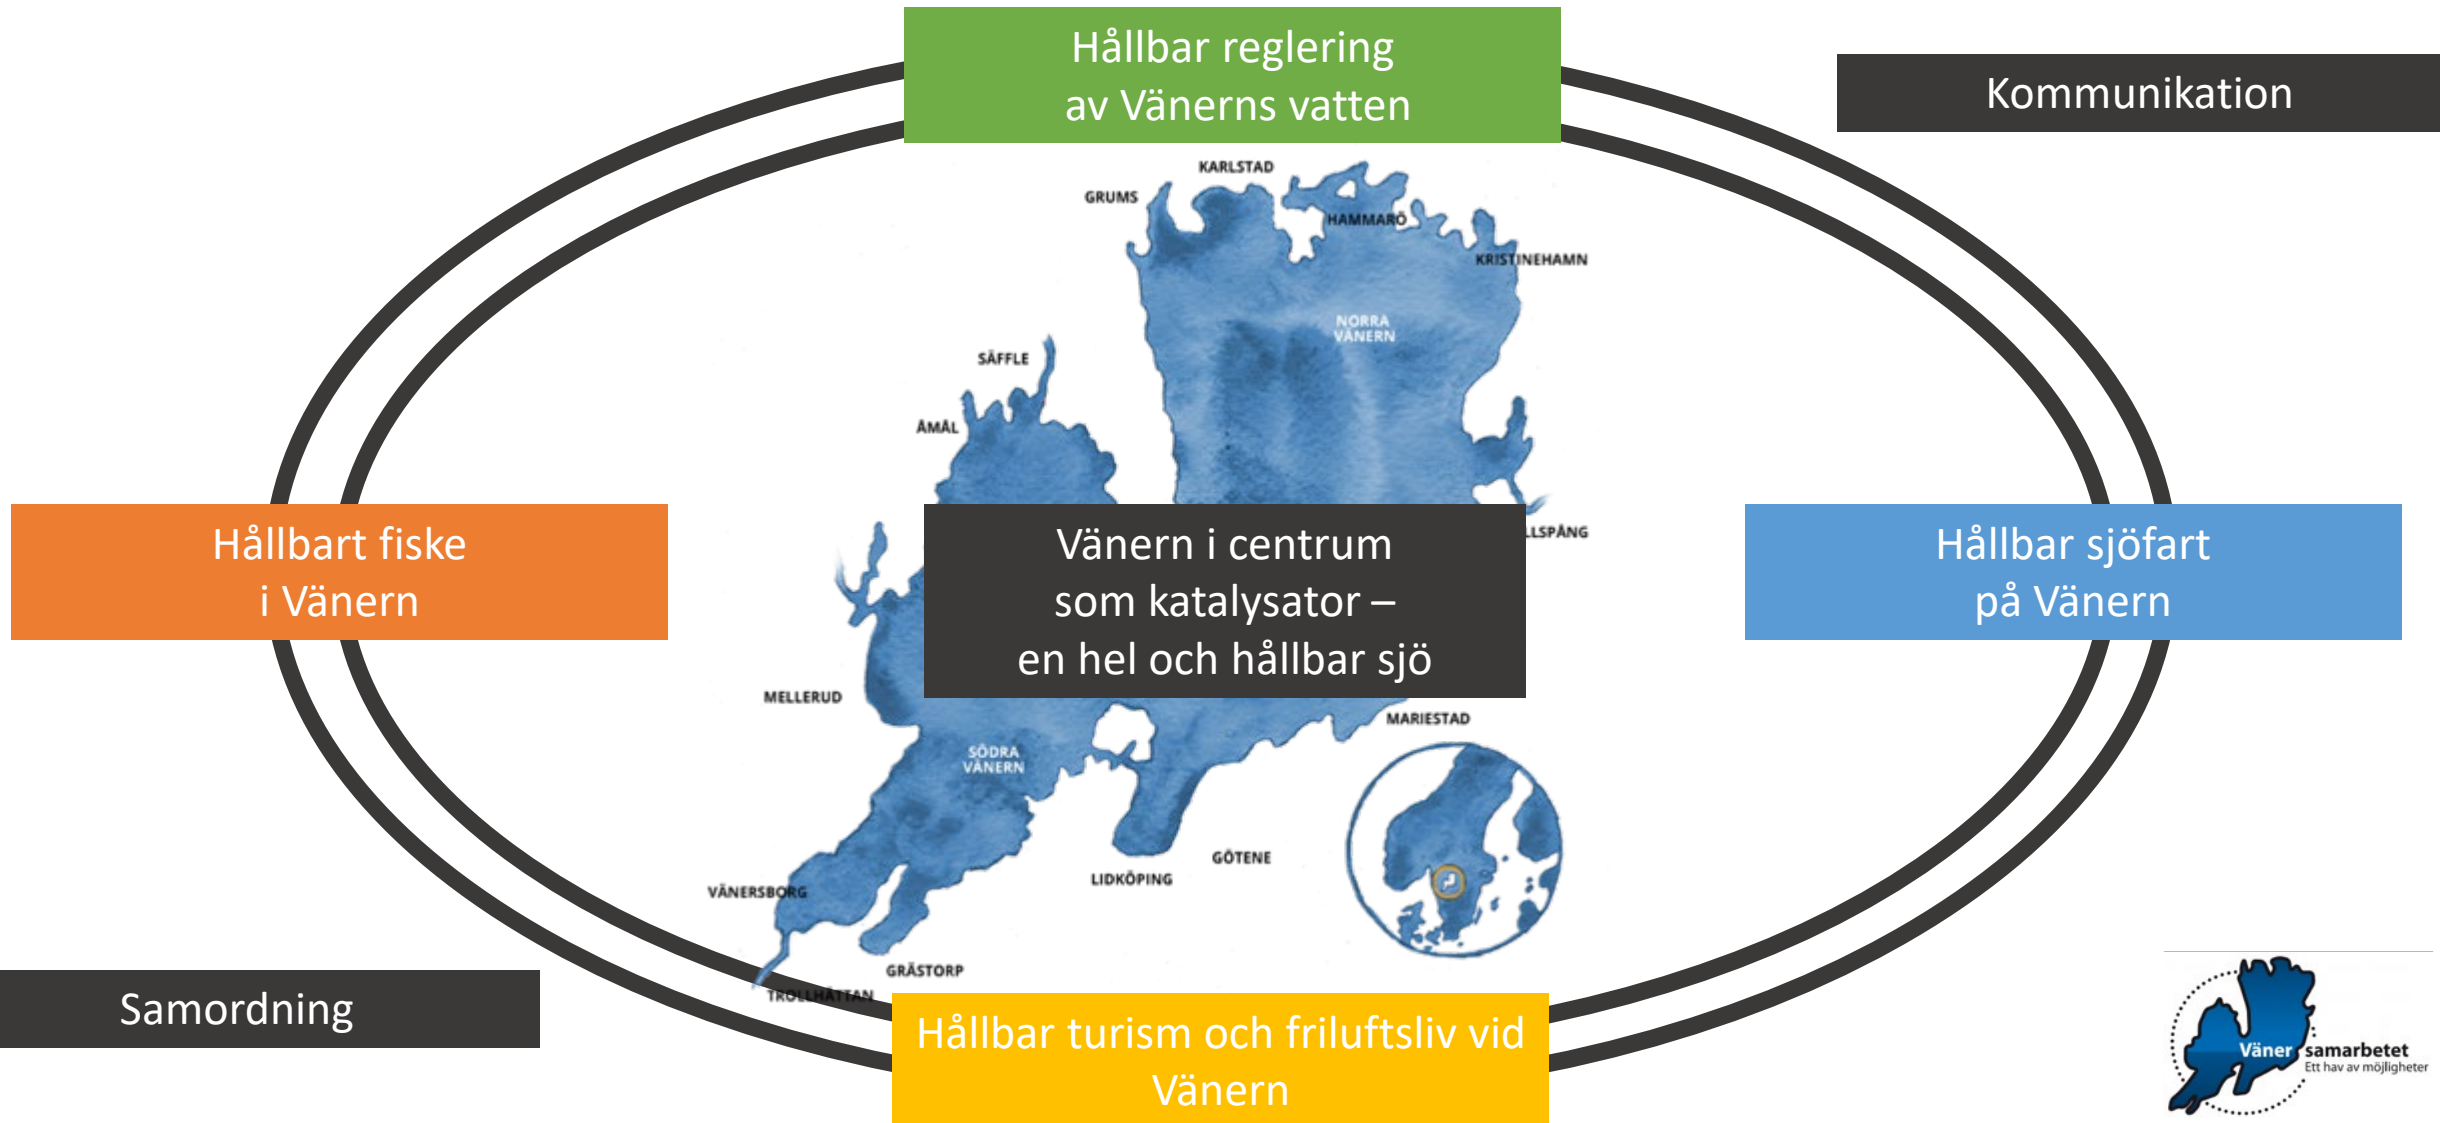 Hållbar reglering
av Vänerns vatten
Kommunikation
KARLSTAD
GRUMS
HAMMARÖ
KRISTINEHAMN
NORRA
VÄNERN
SÄFFLE
ÅMÅL
Hållbart fiske
i Vänern
Vänern i centrum
som katalysator –
en hel och hållbar sjö
LLSPÅNG
Hållbar sjöfart
på Vänern
MELLERUD
MARIESTAD
SÖDRA
VÄNERN
GÖTENE
LIDKÖPING
VÄNERSBORG
GRÄSTORP
TROLLHÄTTAN
Samordning
Hållbar turism och friluftsliv vid
Vänern
Väner samarbetet
Ett hav av möjligheter